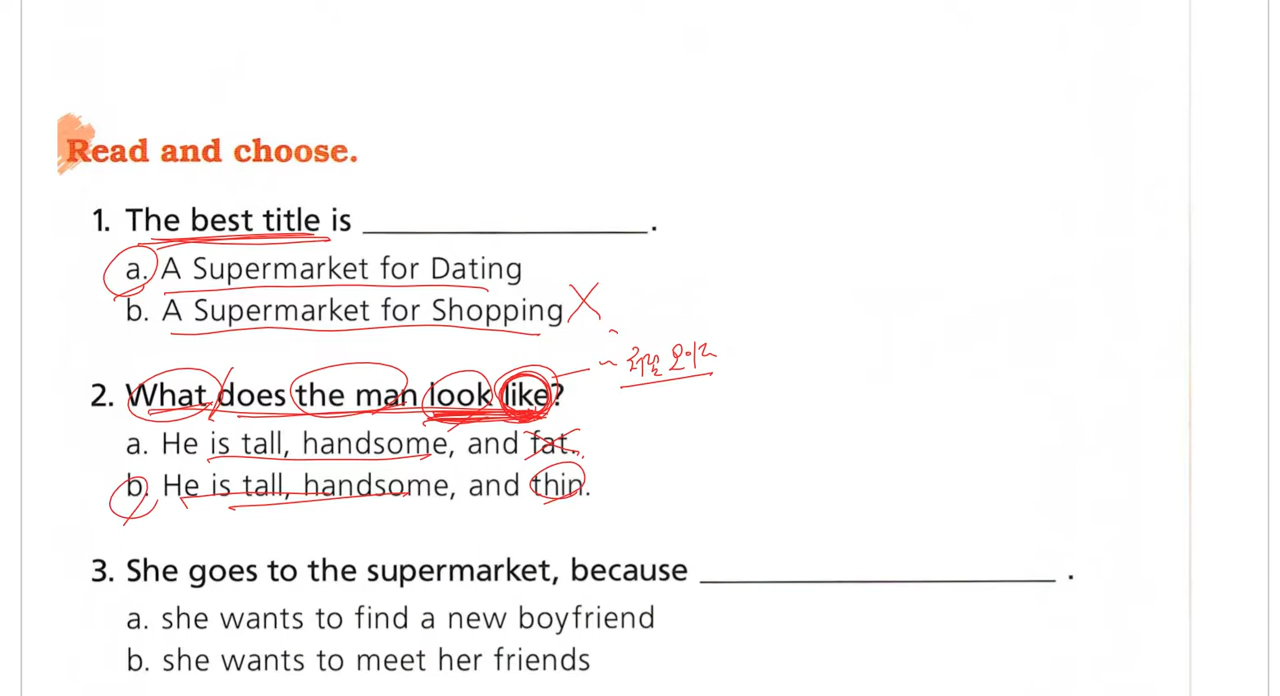 Read and choose.
1. The best title is ____________________.
a. A Supermarket for Dating
b. A Supermarket for Shopping
2. What does the man look like?
a. He is tall, handsome, and fat.
b. He is tall, handsome, and thin.
3. She goes to the supermarket, because ____________________.
a. she wants to find a new boyfriend
b. she wants to meet her friends